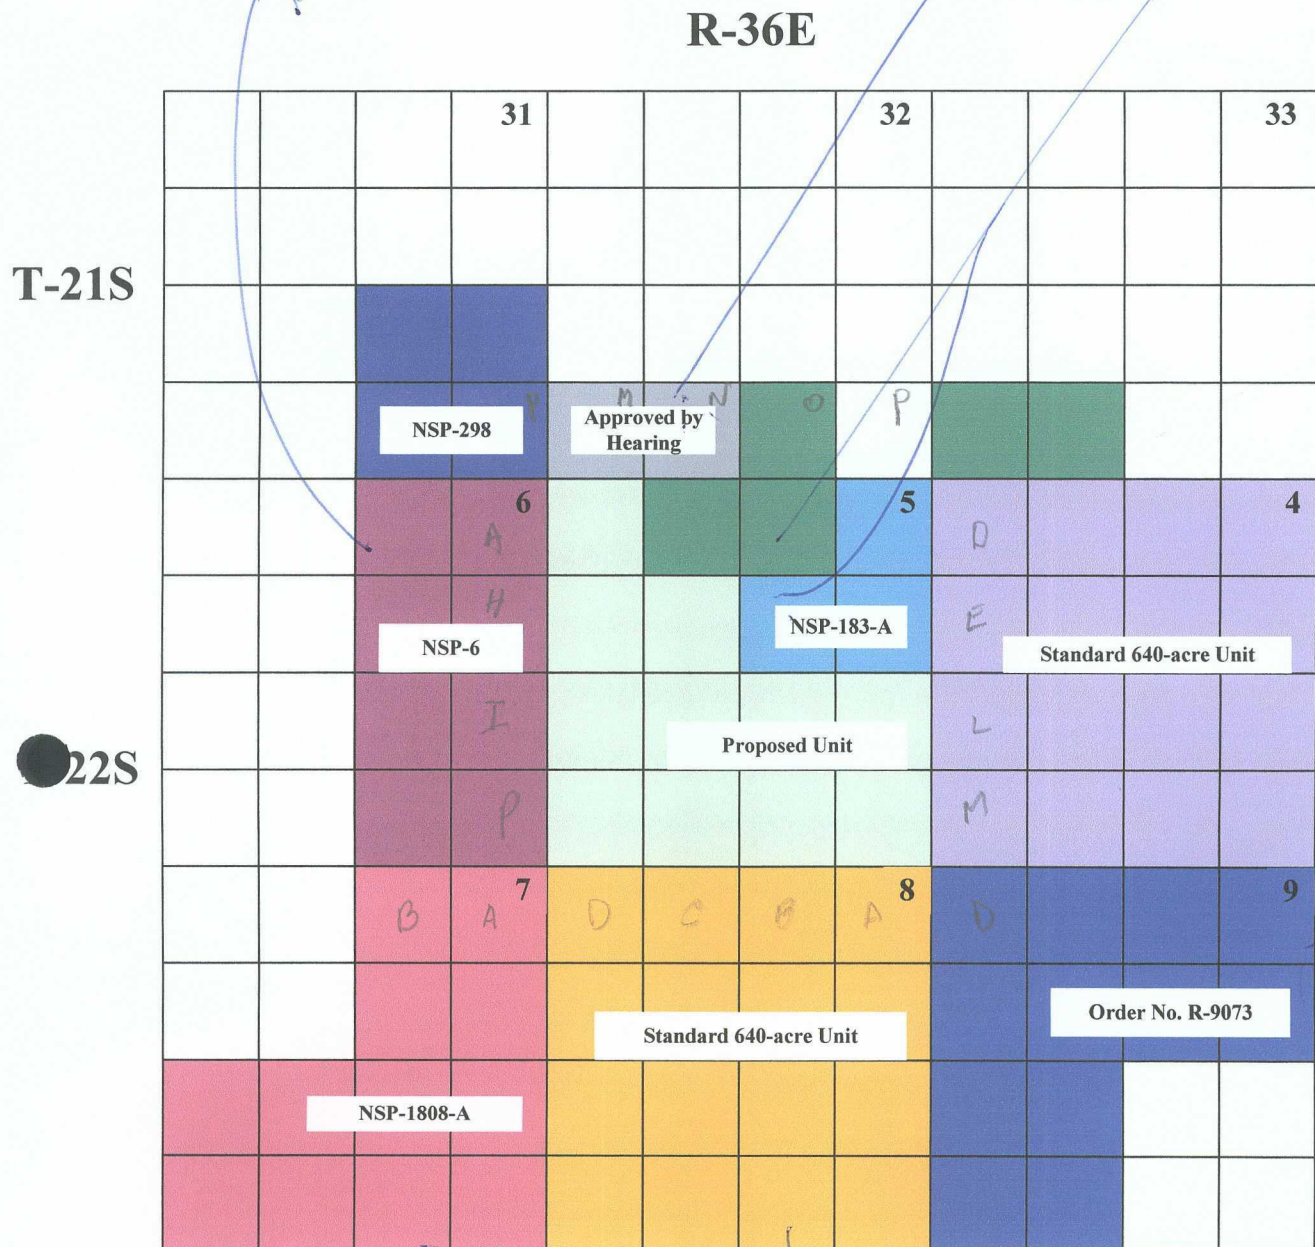 R-36E
31
32
33
T-21S
M
N
O
P
NSP-298
Approved by
Hearing
6
5
4
A
D
H
E
NSP-183-A
NSP-6
Standard 640-acre Unit
I
L
Proposed Unit
22S
P
M
7
8
9
B
A
D
C
B
A
D
Order No. R-9073
Standard 640-acre Unit
NSP-1808-A